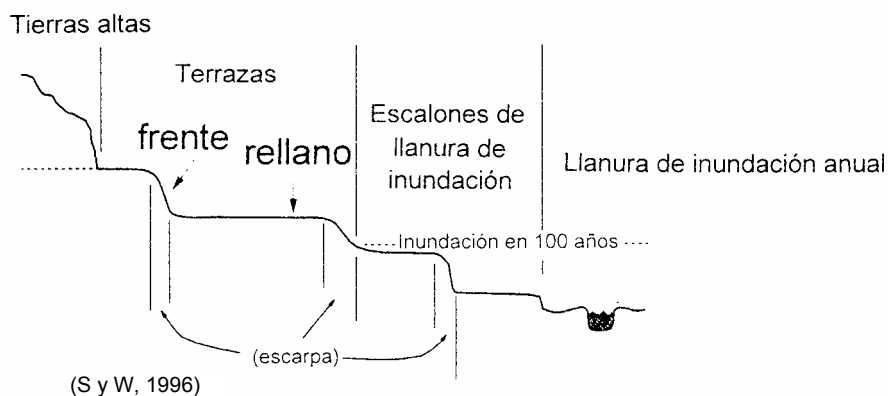 Tierras altas
Terrazas
frente
rellano
Escalones de
llanura de
inundación
Llanura de inundación anual
Inundación en 100 años
(escarpa)
(S y W, 1996)